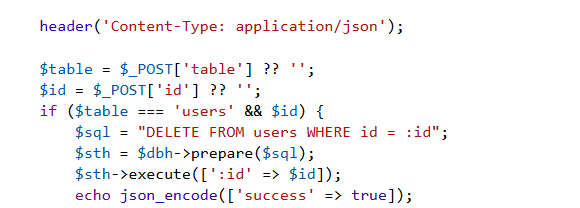 header('Content-Type: application/json');
$table = $_POST['table'] ?? '';
$id = $_POST['id'] ?? '';
if ($table === 'users' && $id) {
    $sql = "DELETE FROM users WHERE id = :id";
    $sth = $dbh->prepare($sql);
    $sth->execute([':id' => $id]);
    echo json_encode(['success' => true]);